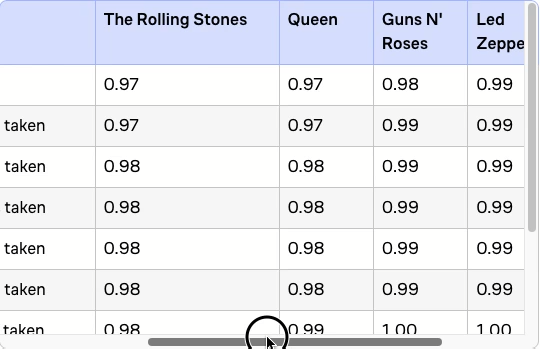 The Rolling Stones Queen Guns N' Led
Roses Zeppe
0.97 0.97 0.98 0.99
taken 0.97 0.97 0.99 0.99
taken 0.98 0.98 0.99 0.99
taken 0.98 0.98 0.99 0.99
taken 0.98 0.98 0.99 0.99
taken 0.98 0.98 0.99 0.99
taken 0.98 0.99 1.00 1.00